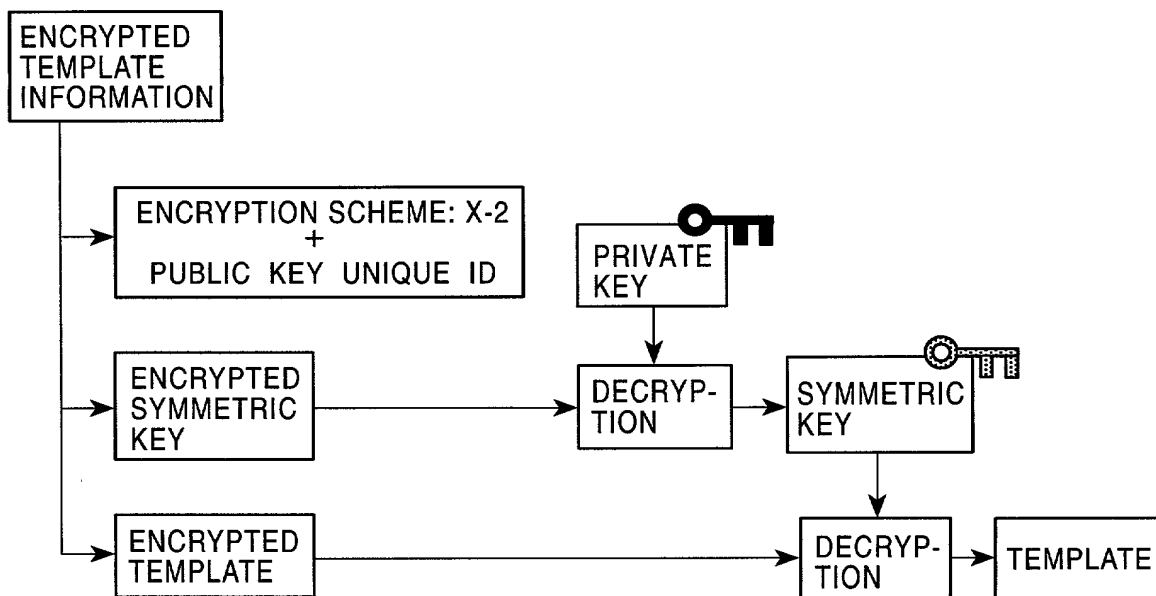 ENCRYPTED
TEMPLATE
INFORMATION
ENCRYPTION SCHEME: X-2
+
PUBLIC KEY UNIQUE ID
PRIVATE
KEY
ENCRYPTED
SYMMETRIC
KEY
DECRYP-
TION
SYMMETRIC
KEY
ENCRYPTED
TEMPLATE
DECRYP-
TION
TEMPLATE